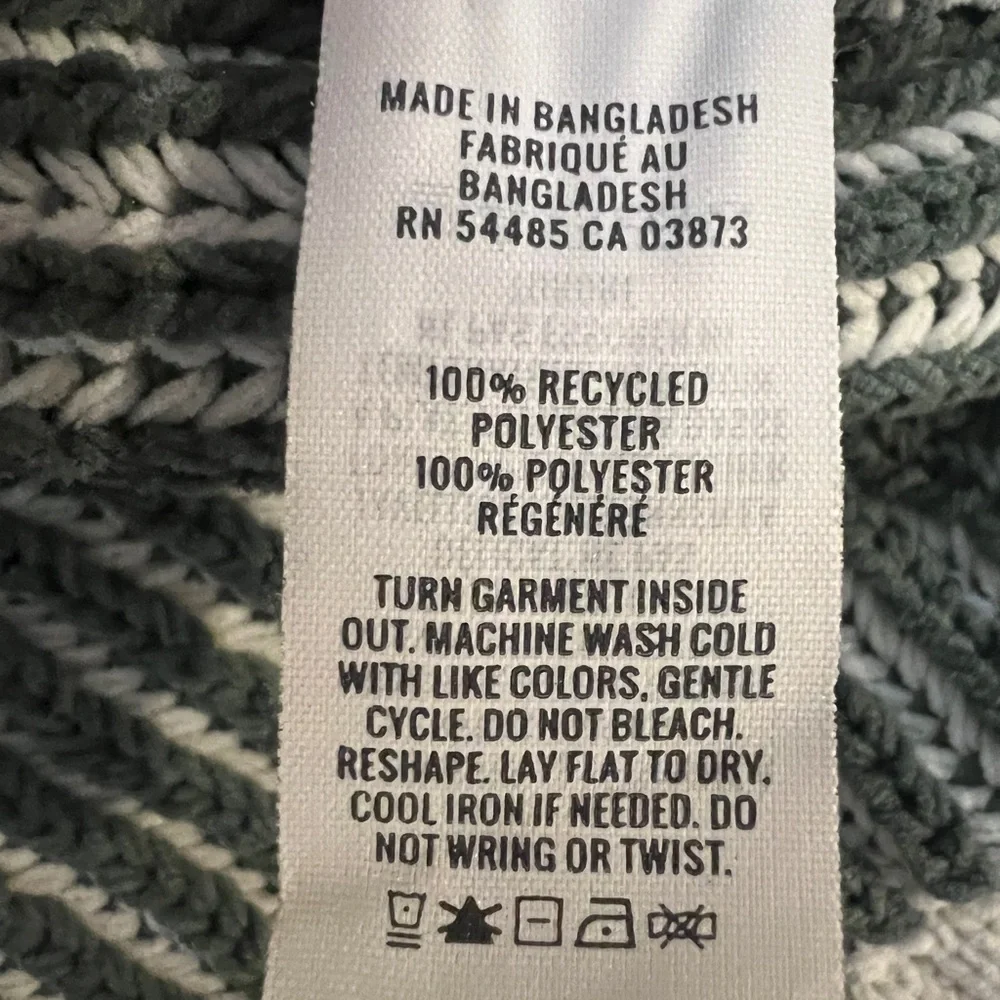 MADE IN BANGLADESH
FABRIQUÉ AU
BANGLADESH
RN 54485 CA 03873
100% RECYCLED
POLYESTER
100% POLYESTER
RÉGÉNÉRÉ
TURN GARMENT INSIDE
OUT. MACHINE WASH COLD
WITH LIKE COLORS. GENTLE
CYCLE. DO NOT BLEACH.
RESHAPE. LAY FLAT TO DRY.
COOL IRON IF NEEDED. DO
NOT WRING OR TWIST.